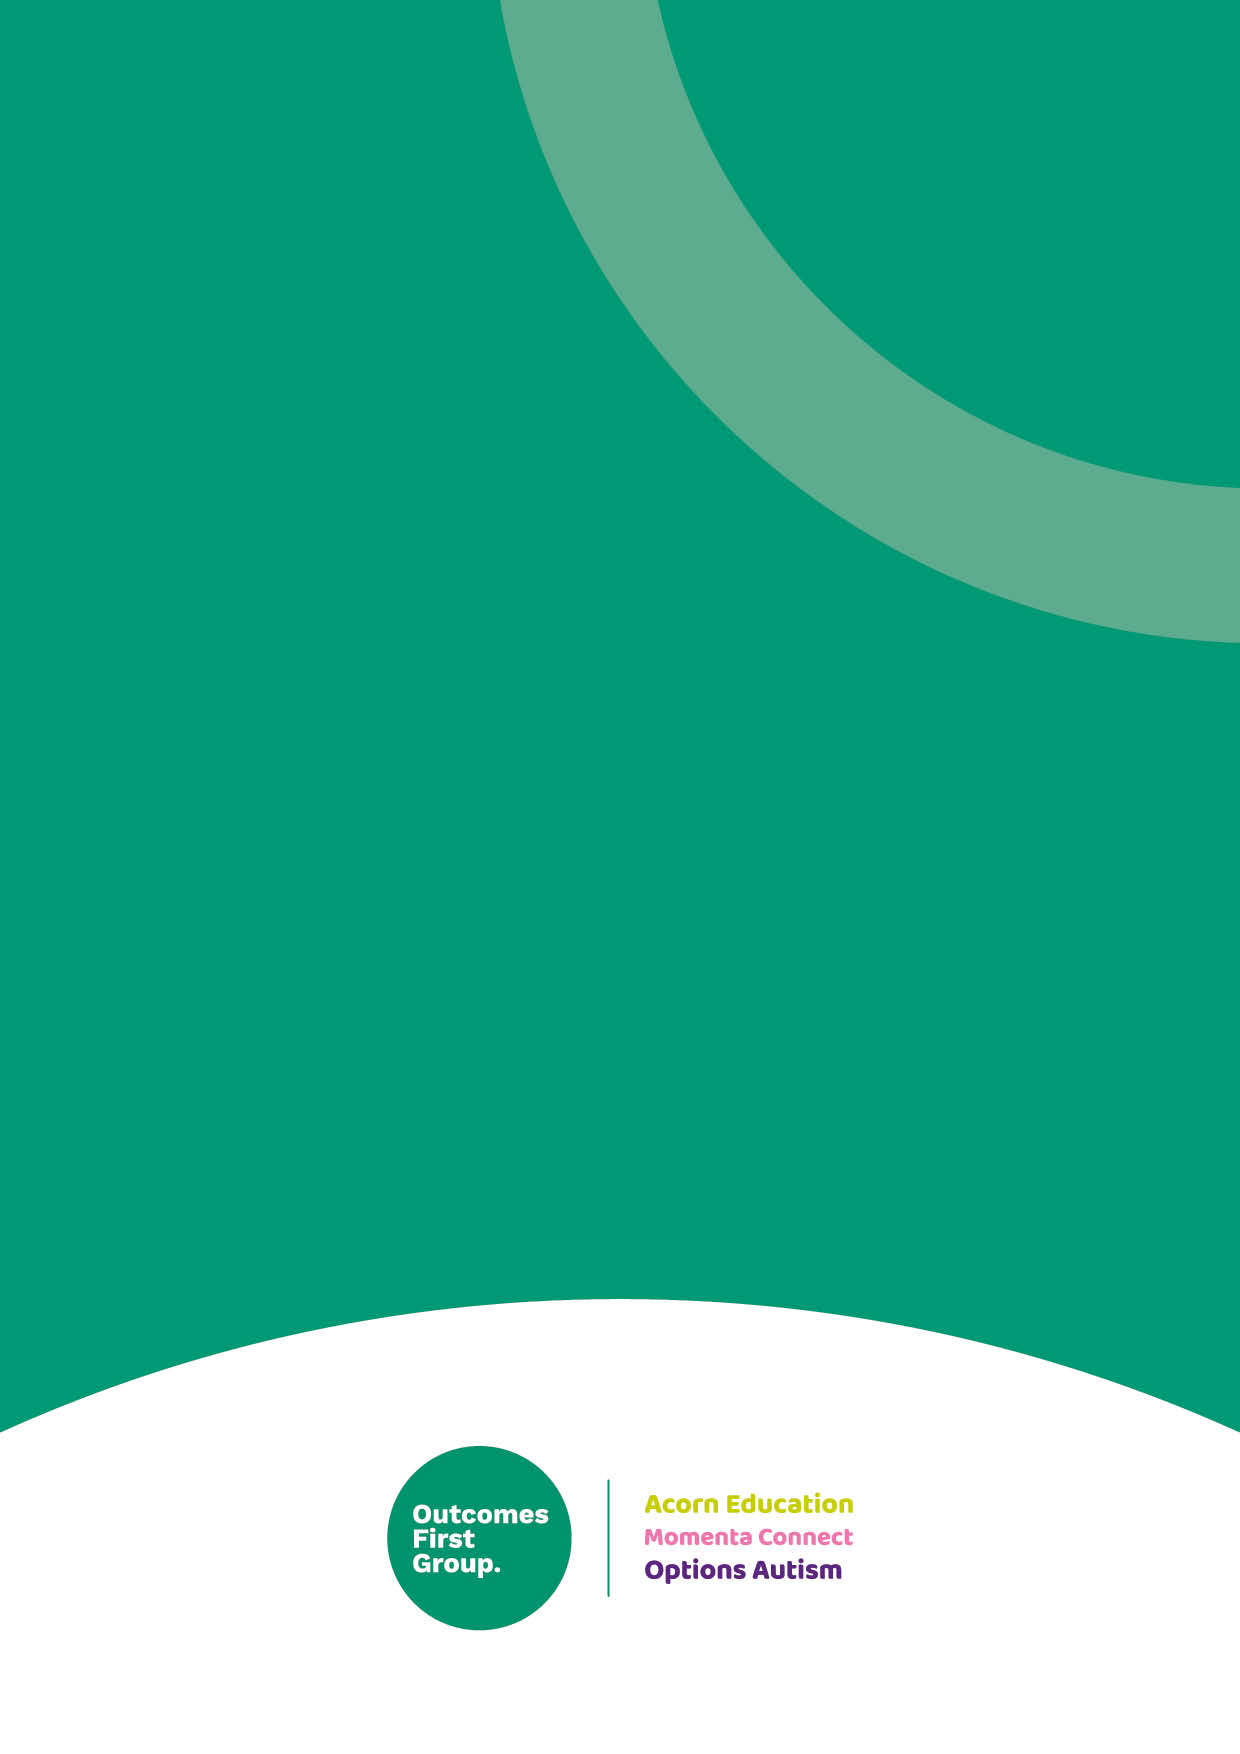 Outcomes
First
Group.
Acorn Education
Momenta Connect
Options Autism